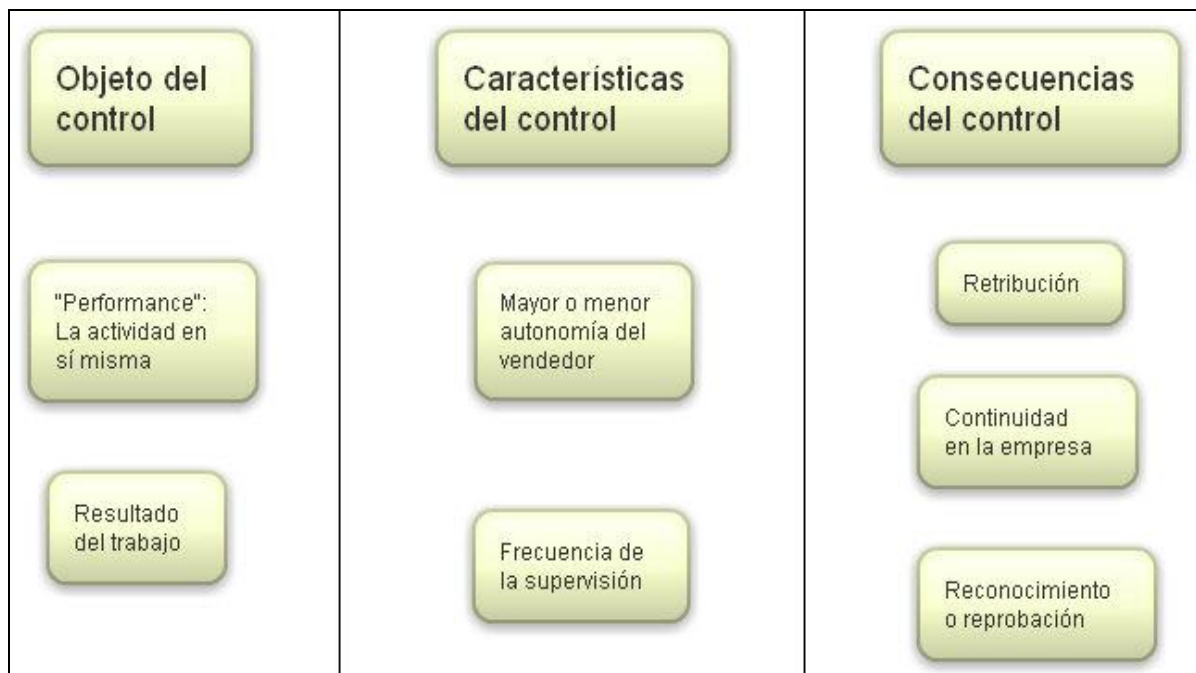 Objeto del
control
"Performance":
La actividad en
sí misma
Resultado
del trabajo
Características
del control
Mayor o menor
autonomía del
vendedor
Frecuencia de
la supervisión
Consecuencias
del control
Retribución
Continuidad
en la empresa
Reconocimiento
o reprobación